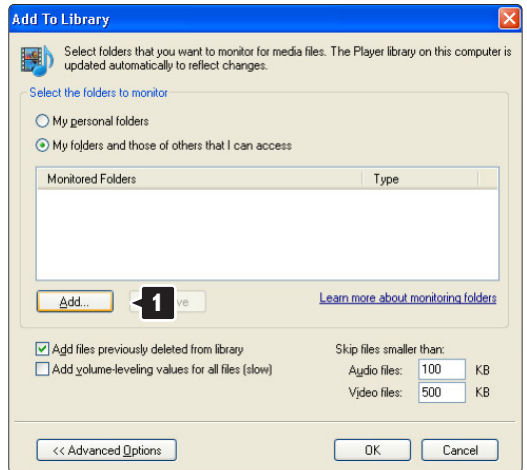 Add To Library
Select folders that you want to monitor for media files. The Player library on this computer is
updated automatically to reflect changes.
Select the folders to monitor
My personal folders
My folders and those of others that I can access
Monitored Folders Type
Add... 1 ve Learn more about monitoring folders
Add files previously deleted from library
Add volume-leveling values for all files (slow)
Skip files smaller than:
Audio files: 100 KB
Video files: 500 KB
<< Advanced Options OK Cancel